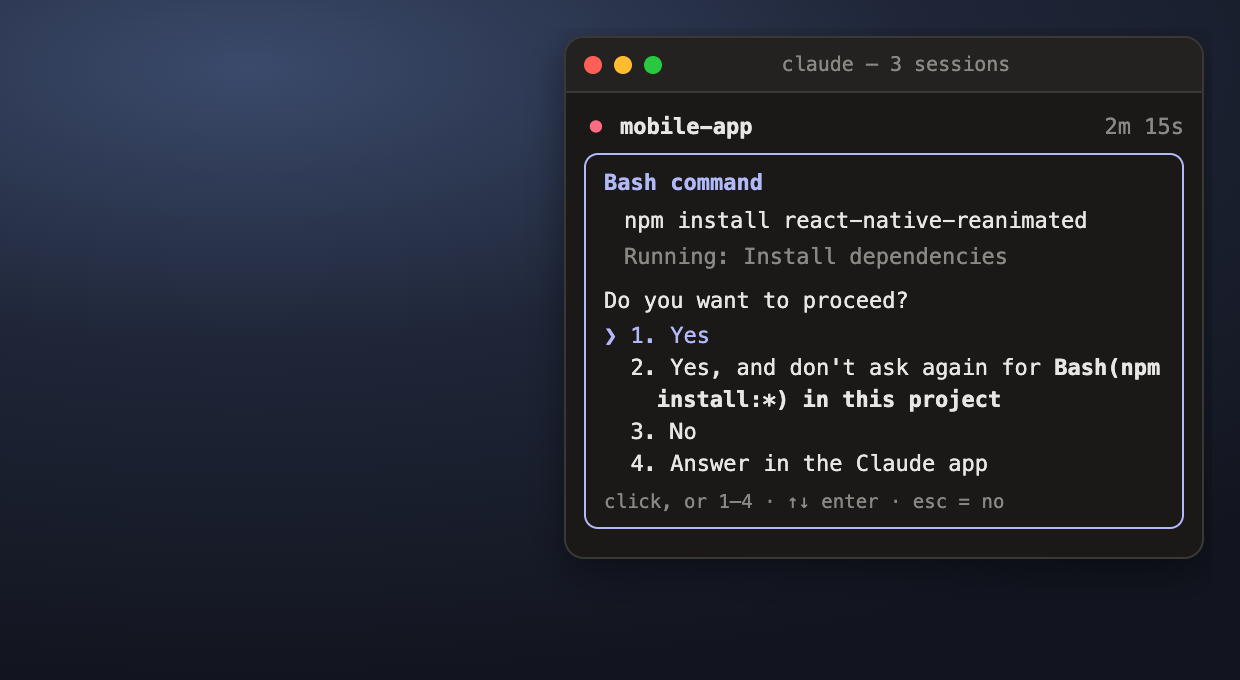 claude — 3 sessions
mobile-app 2m 15s
Bash command
npm install react-native-reanimated
Running: Install dependencies
Do you want to proceed?
❯ 1. Yes
2. Yes, and don't ask again for Bash(npm
install:*) in this project
3. No
4. Answer in the Claude app
click, or 1–4 · ↑↓ enter · esc = no